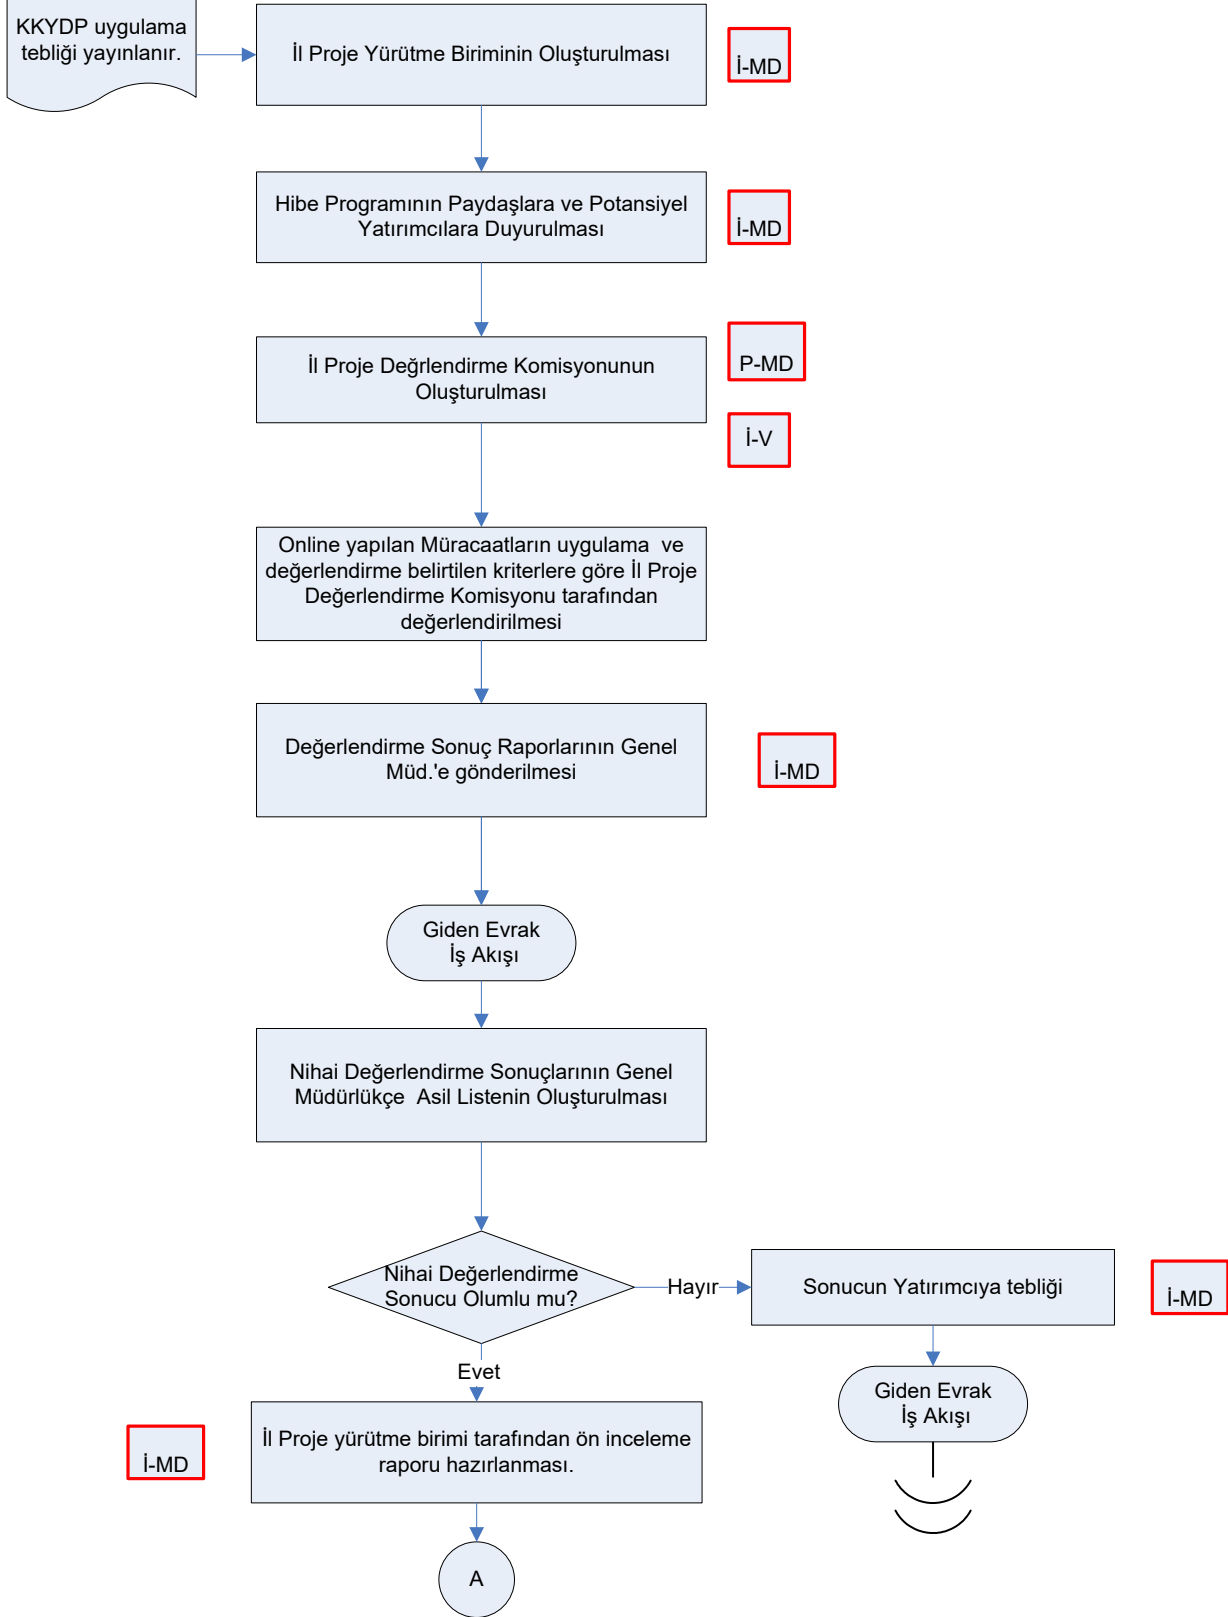 KKYDP uygulama
tebliği yayınlanır.
İl Proje Yürütme Biriminin Oluşturulması
İ-MD
Hibe Programının Paydaşlara ve Potansiyel
Yatırımcılara Duyurulması
İ-MD
İl Proje Değrlendirme Komisyonunun
Oluşturulması
P-MD
İ-V
Online yapılan Müracaatların uygulama  ve
değerlendirme belirtilen kriterlere göre İl Proje
Değerlendirme Komisyonu tarafından
değerlendirilmesi
Değerlendirme Sonuç Raporlarının Genel
Müd.'e gönderilmesi
İ-MD
Giden Evrak
İş Akışı
Nihai Değerlendirme Sonuçlarının Genel
Müdürlükçe  Asil Listenin Oluşturulması
Nihai Değerlendirme
Sonucu Olumlu mu?
Hayır
Sonucun Yatırımcıya tebliği
İ-MD
Evet
Giden Evrak
İş Akışı
İl Proje yürütme birimi tarafından ön inceleme
raporu hazırlanması.
İ-MD
A